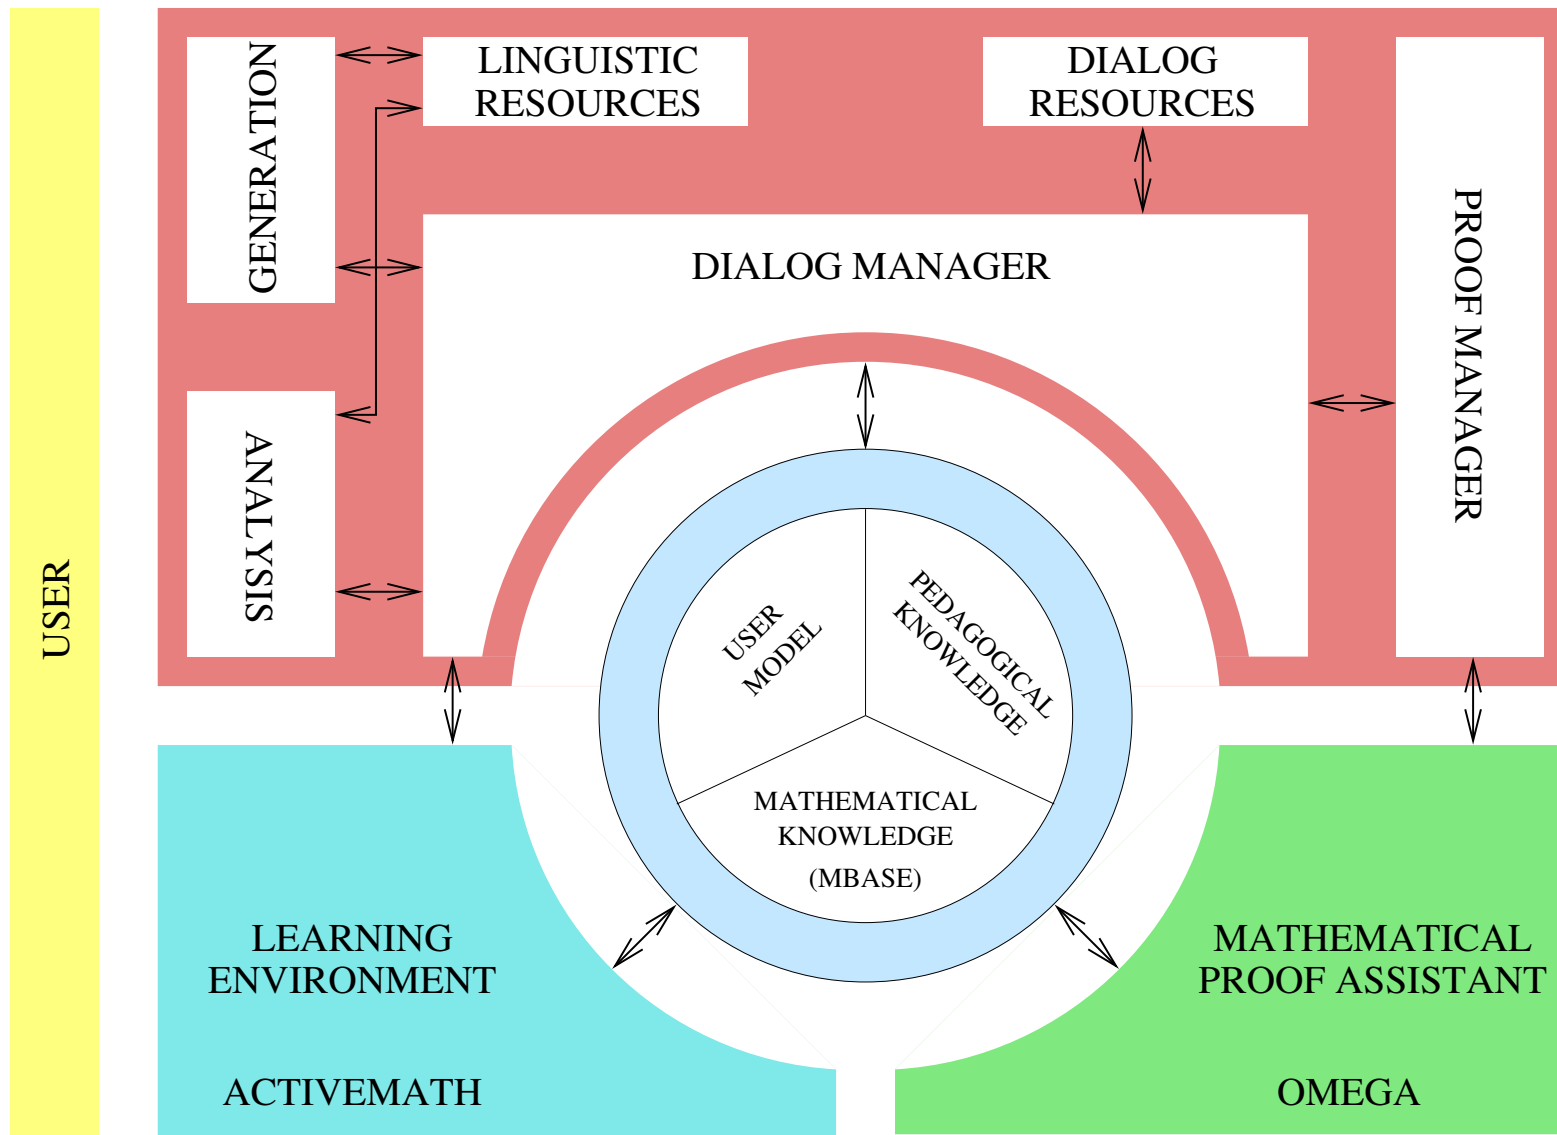 USER
GENERATION
LINGUISTIC
RESOURCES
DIALOG
RESOURCES
DIALOG MANAGER
PROOF MANAGER
ANALYSIS
USER
MODEL
PEDAGOGICAL
KNOWLEDGE
MATHEMATICAL
KNOWLEDGE
(MBASE)
LEARNING
ENVIRONMENT
ACTIVEMATH
MATHEMATICAL
PROOF ASSISTANT
OMEGA